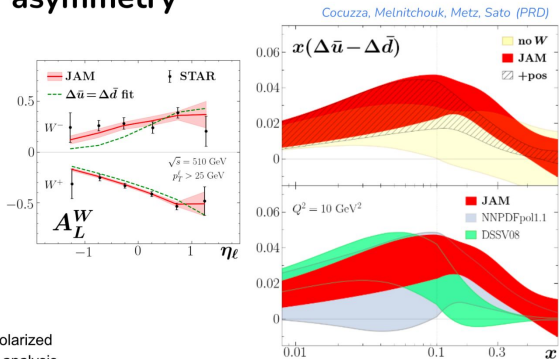 asymmetry
Cocuzza, Melnitchouk, Metz, Sato (PRD)
JAM
STAR
Δū = Δd̄ fit
0.5
W⁻
0
√s = 510 GeV
p_T^ℓ > 25 GeV
W⁺
−0.5
A_L^W
−1
0
1
η_ℓ
x(Δū − Δd̄)
no W
JAM
+pos
0.06
0.04
0.02
0
Q² = 10 GeV²
JAM
NNPDFpol1.1
DSSV08
0.06
0.04
0.02
0
0.01
0.1
0.3
x
olarized
analysis